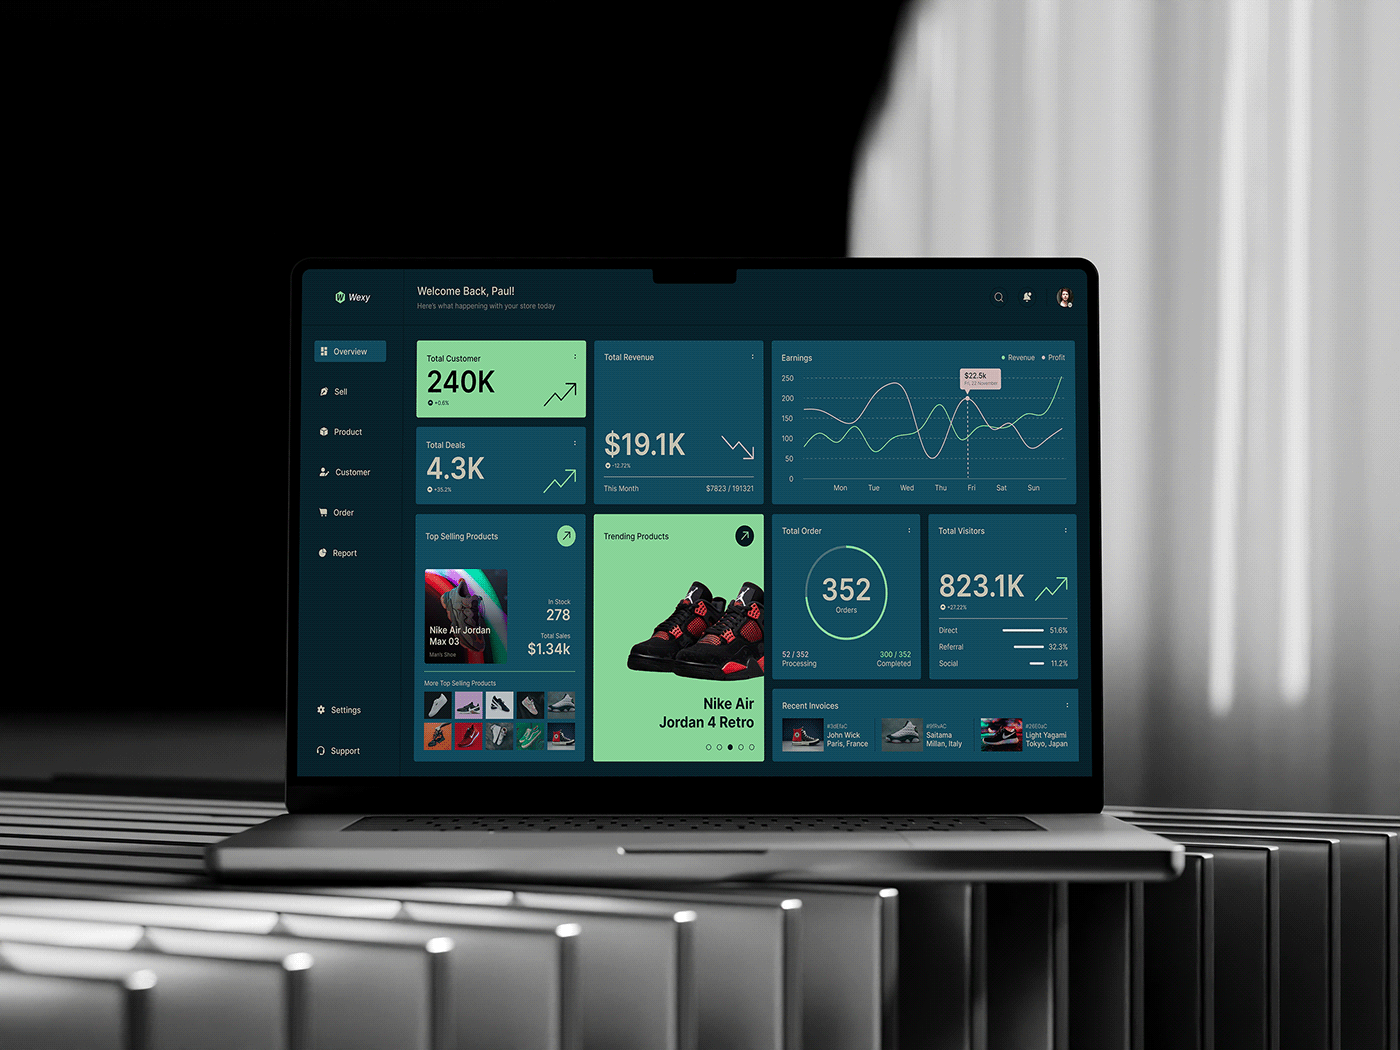 Wexy
Welcome Back, Paul!
Here's what happening with your store today
Overview
Sell
Product
Customer
Order
Report
Settings
Support
Total Customer
240K
+0.6%
Total Deals
4.3K
+35.2%
Total Revenue
$19.1K
-12.72%
This Month
$7823 / 191321
Earnings
Revenue
Profit
250
200
150
100
50
0
$22.5k
Fri, 22 November
Mon
Tue
Wed
Thu
Fri
Sat
Sun
Top Selling Products
Nike Air Jordan
Max 03
Man's Shoe
In Stock
278
Total Sales
$1.34k
More Top Selling Products
Trending Products
Nike Air
Jordan 4 Retro
Total Order
352
Orders
52 / 352
Processing
300 / 352
Completed
Total Visitors
823.1K
+27.22%
Direct
51.6%
Referral
32.3%
Social
11.2%
Recent Invoices
John Wick
Paris, France
Saitama
Millan, Italy
Light Yagami
Tokyo, Japan